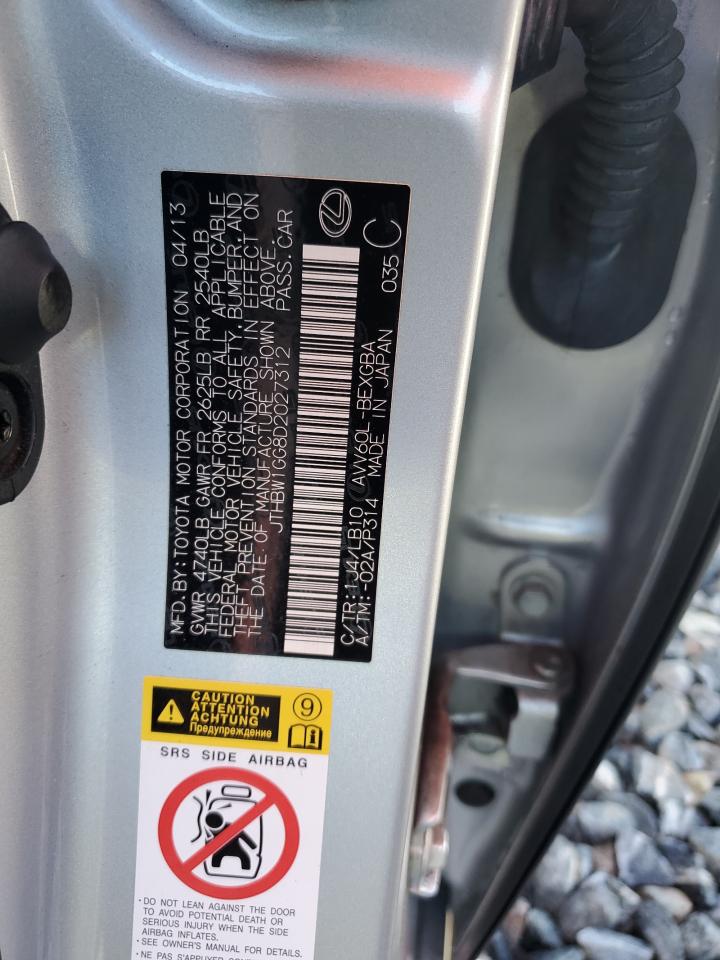 MFD. BY: TOYOTA MOTOR CORPORATION 04/13
GVWR 4740LB GAWR FR 2625LB RR 2540LB
THIS VEHICLE CONFORMS TO ALL APPLICABLE
FEDERAL MOTOR VEHICLE SAFETY, BUMPER, AND
THEFT PREVENTION STANDARDS IN EFFECT ON
THE DATE OF MANUFACTURE SHOWN ABOVE.
JTHBW1GG8D2027312 PASS. CAR
C/TR: 1J4/LB10 AVV60L-BEXGBA
A/TM: -02A/P314 MADE IN JAPAN 035 C
CAUTION
ATTENTION
ACHTUNG
Предупреждение
9
SRS SIDE AIRBAG
· DO NOT LEAN AGAINST THE DOOR
TO AVOID POTENTIAL DEATH OR
SERIOUS INJURY WHEN THE SIDE
AIRBAG INFLATES.
· SEE OWNER'S MANUAL FOR DETAILS.
· NE PAS S'APPUYER